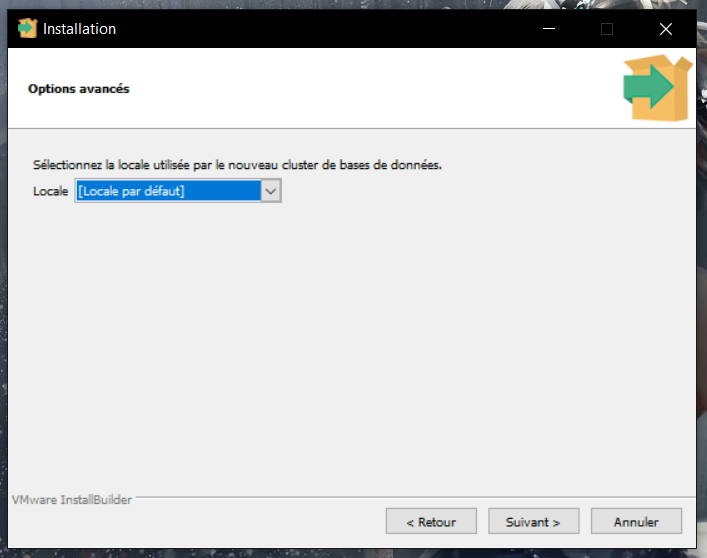 Installation
Options avancés
Sélectionnez la locale utilisée par le nouveau cluster de bases de données.
Locale [Locale par défaut]
VMware InstallBuilder
< Retour Suivant > Annuler